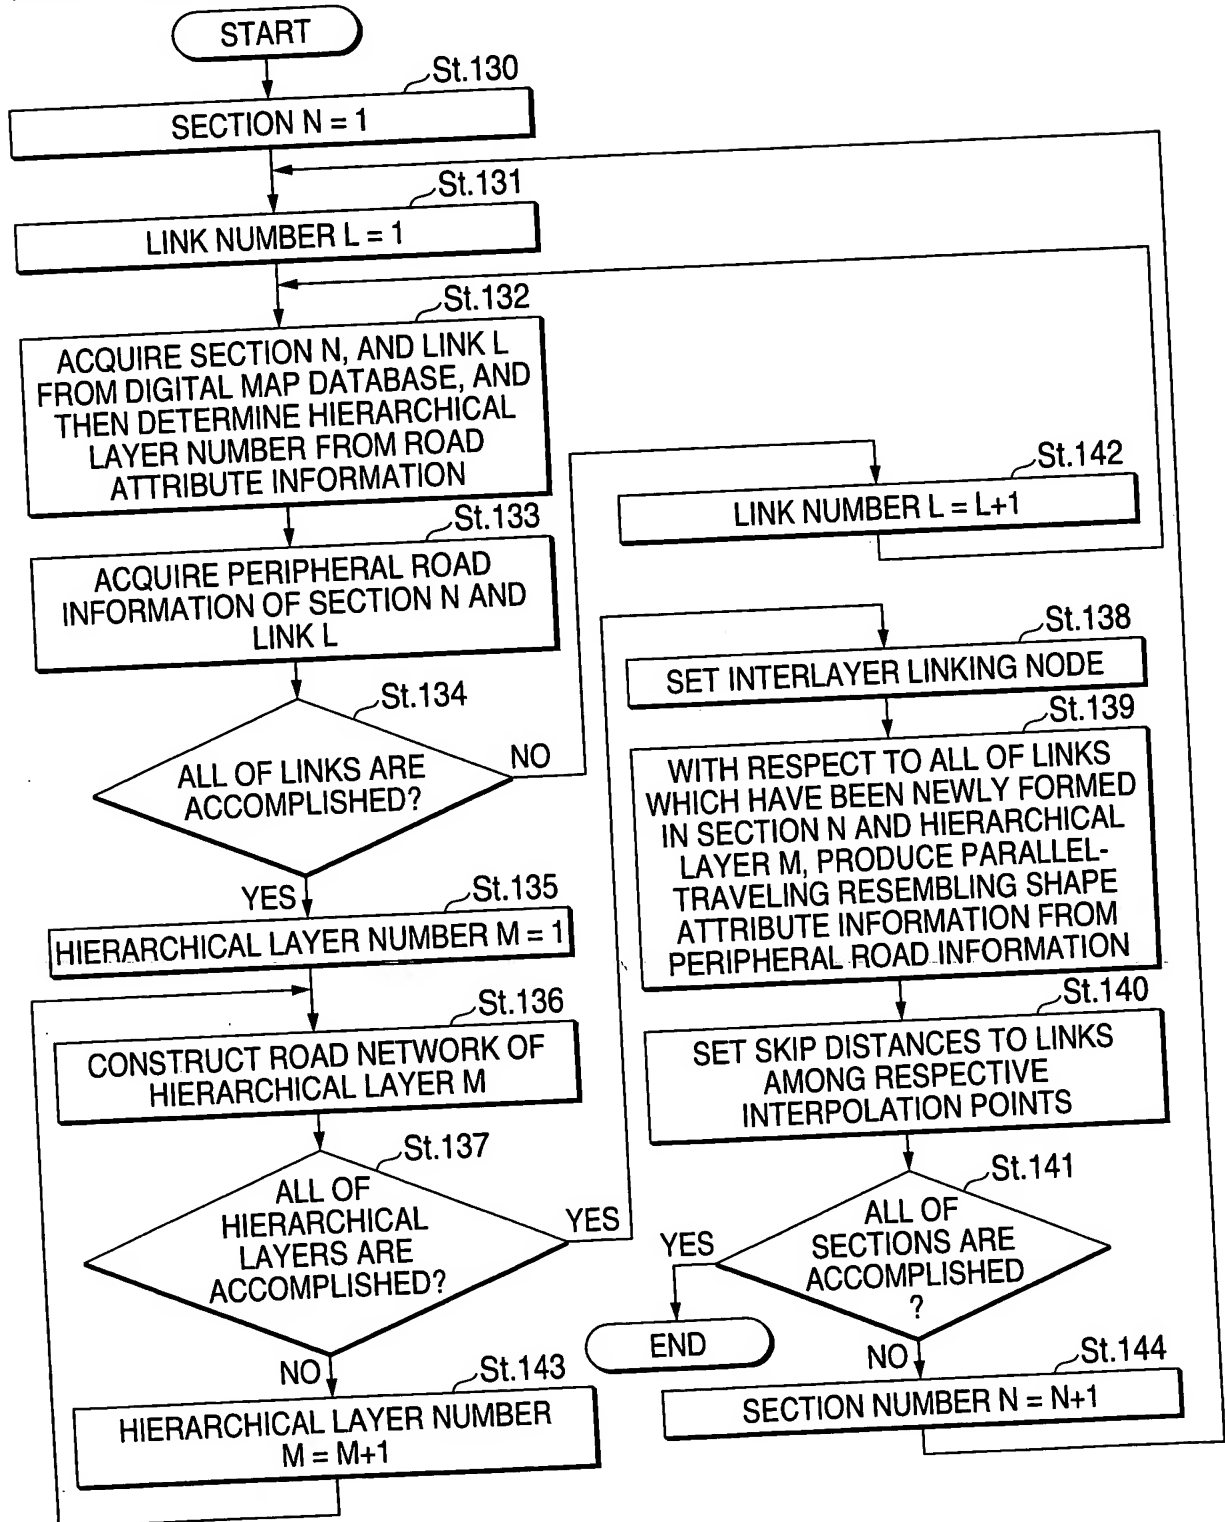 START
St.130
SECTION N = 1
St.131
LINK NUMBER L = 1
St.132
ACQUIRE SECTION N, AND LINK L
FROM DIGITAL MAP DATABASE, AND
THEN DETERMINE HIERARCHICAL
LAYER NUMBER FROM ROAD
ATTRIBUTE INFORMATION
St.133
ACQUIRE PERIPHERAL ROAD
INFORMATION OF SECTION N AND
LINK L
St.134
ALL OF LINKS ARE
ACCOMPLISHED?
NO
YES
St.135
HIERARCHICAL LAYER NUMBER M = 1
St.136
CONSTRUCT ROAD NETWORK OF
HIERARCHICAL LAYER M
St.137
ALL OF
HIERARCHICAL
LAYERS ARE
ACCOMPLISHED?
YES
NO
St.143
HIERARCHICAL LAYER NUMBER
M = M+1
St.142
LINK NUMBER L = L+1
St.138
SET INTERLAYER LINKING NODE
St.139
WITH RESPECT TO ALL OF LINKS
WHICH HAVE BEEN NEWLY FORMED
IN SECTION N AND HIERARCHICAL
LAYER M, PRODUCE PARALLEL-
TRAVELING RESEMBLING SHAPE
ATTRIBUTE INFORMATION FROM
PERIPHERAL ROAD INFORMATION
St.140
SET SKIP DISTANCES TO LINKS
AMONG RESPECTIVE
INTERPOLATION POINTS
St.141
ALL OF
SECTIONS ARE
ACCOMPLISHED
?
YES
END
NO
St.144
SECTION NUMBER N = N+1